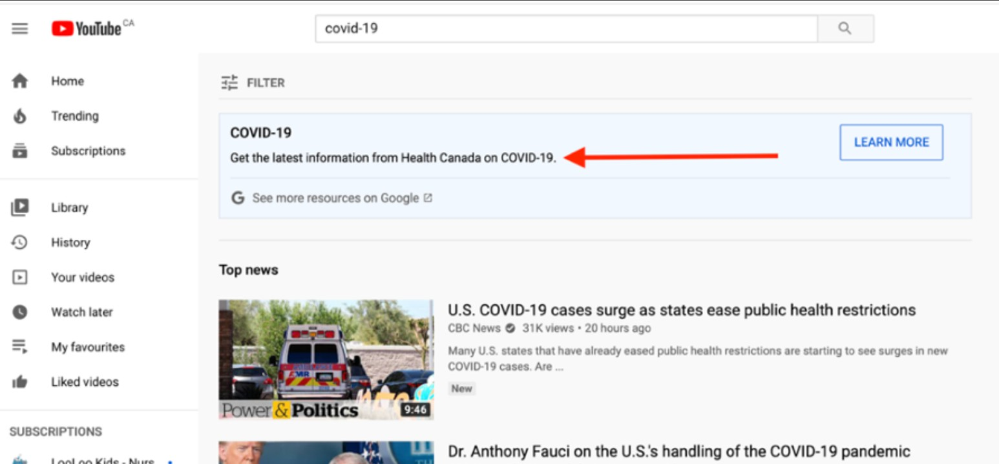 YouTube CA
covid-19
Home
Trending
Subscriptions
Library
History
Your videos
Watch later
My favourites
Liked videos
SUBSCRIPTIONS
LooLoo Kids - Nurs
FILTER
COVID-19
Get the latest information from Health Canada on COVID-19.
LEARN MORE
See more resources on Google
Top news
EMR
Power & Politics
9:46
U.S. COVID-19 cases surge as states ease public health restrictions
CBC News 31K views • 20 hours ago
Many U.S. states that have already eased public health restrictions are starting to see surges in new
COVID-19 cases. Are ...
New
Dr. Anthony Fauci on the U.S.'s handling of the COVID-19 pandemic